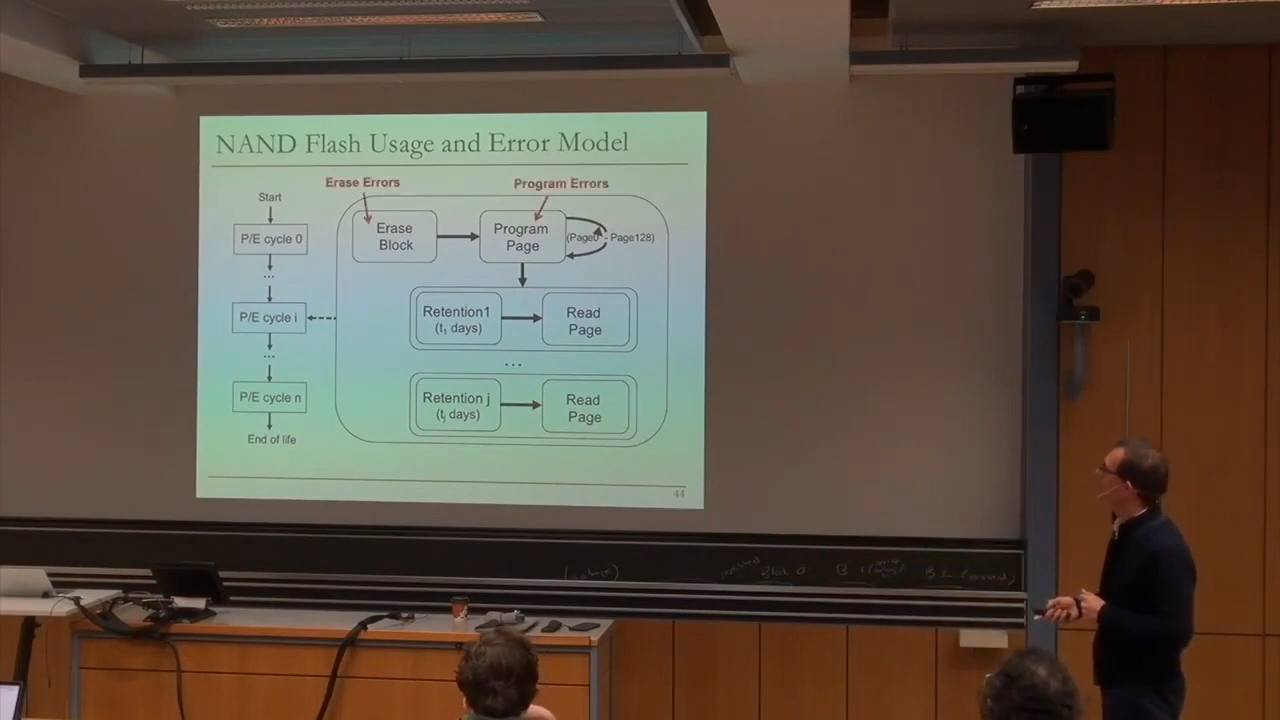 NAND Flash Usage and Error Model
Erase Errors
Program Errors
Start
P/E cycle 0
...
P/E cycle i
...
P/E cycle n
End of life
Erase
Block
Program
Page
(Page0 - Page128)
Retention1
(t1 days)
Read
Page
...
Retention j
(tj days)
Read
Page
44